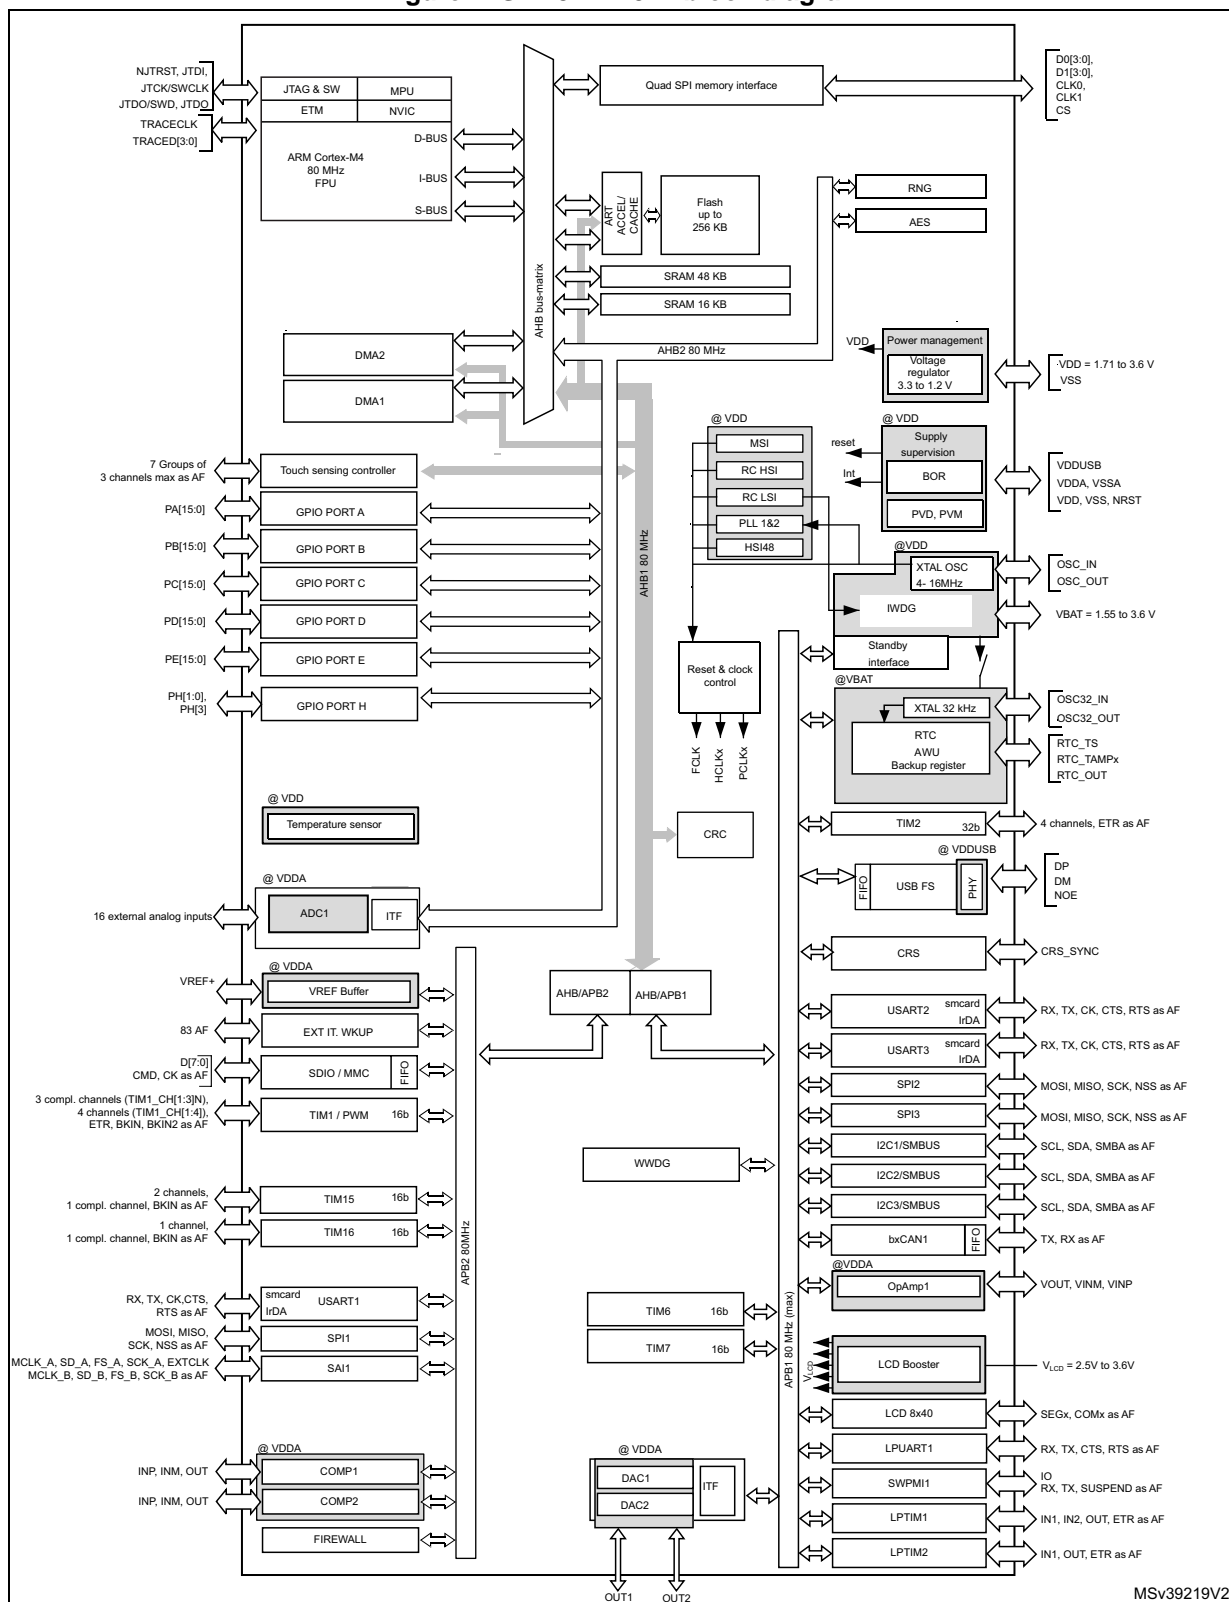 NJTRST, JTDI,
JTCK/SWCLK
JTDO/SWD, JTDO
TRACECLK
TRACED[3:0]
JTAG & SW
MPU
ETM
NVIC
ARM Cortex-M4
80 MHz
FPU
D-BUS
I-BUS
S-BUS
AHB bus-matrix
Quad SPI memory interface
D0[3:0],
D1[3:0],
CLK0,
CLK1
CS
ART
ACCEL/
CACHE
Flash
up to
256 KB
SRAM 48 KB
SRAM 16 KB
RNG
AES
AHB2 80 MHz
DMA2
DMA1
VDD
Power management
Voltage
regulator
3.3 to 1.2 V
VDD = 1.71 to 3.6 V
VSS
@ VDD
MSI
RC HSI
RC LSI
PLL 1&2
HSI48
@ VDD
reset
Int
Supply
supervision
BOR
PVD, PVM
VDDUSB
VDDA, VSSA
VDD, VSS, NRST
7 Groups of
3 channels max as AF
Touch sensing controller
PA[15:0]
GPIO PORT A
PB[15:0]
GPIO PORT B
PC[15:0]
GPIO PORT C
PD[15:0]
GPIO PORT D
PE[15:0]
GPIO PORT E
PH[1:0],
PH[3]
GPIO PORT H
AHB1 80 MHz
@VDD
XTAL OSC
4- 16MHz
IWDG
OSC_IN
OSC_OUT
VBAT = 1.55 to 3.6 V
Standby
interface
Reset & clock
control
FCLK
HCLKx
PCLKx
@VBAT
XTAL 32 kHz
RTC
AWU
Backup register
OSC32_IN
OSC32_OUT
RTC_TS
RTC_TAMPx
RTC_OUT
@ VDD
Temperature sensor
CRC
TIM2
32b
4 channels, ETR as AF
@ VDDUSB
FIFO
USB FS
PHY
DP
DM
NOE
@ VDDA
16 external analog inputs
ADC1
ITF
CRS
CRS_SYNC
AHB/APB2
AHB/APB1
@ VDDA
VREF+
VREF Buffer
83 AF
EXT IT. WKUP
D[7:0]
CMD, CK as AF
SDIO / MMC
FIFO
3 compl. channels (TIM1_CH[1:3]N),
4 channels (TIM1_CH[1:4]),
ETR, BKIN, BKIN2 as AF
TIM1 / PWM
16b
2 channels,
1 compl. channel, BKIN as AF
TIM15
16b
1 channel,
1 compl. channel, BKIN as AF
TIM16
16b
APB2 80MHz
RX, TX, CK,CTS,
RTS as AF
smcard
IrDA
USART1
MOSI, MISO,
SCK, NSS as AF
SPI1
MCLK_A, SD_A, FS_A, SCK_A, EXTCLK
MCLK_B, SD_B, FS_B, SCK_B as AF
SAI1
@ VDDA
INP, INM, OUT
COMP1
INP, INM, OUT
COMP2
FIREWALL
WWDG
TIM6
16b
TIM7
16b
@ VDDA
DAC1
DAC2
ITF
OUT1
OUT2
APB1 80 MHz (max)
USART2
smcard
IrDA
RX, TX, CK, CTS, RTS as AF
USART3
smcard
IrDA
RX, TX, CK, CTS, RTS as AF
SPI2
MOSI, MISO, SCK, NSS as AF
SPI3
MOSI, MISO, SCK, NSS as AF
I2C1/SMBUS
SCL, SDA, SMBA as AF
I2C2/SMBUS
SCL, SDA, SMBA as AF
I2C3/SMBUS
SCL, SDA, SMBA as AF
bxCAN1
FIFO
TX, RX as AF
@VDDA
OpAmp1
VOUT, VINM, VINP
VLCD
LCD Booster
VLCD = 2.5V to 3.6V
LCD 8x40
SEGx, COMx as AF
LPUART1
RX, TX, CTS, RTS as AF
SWPMI1
IO
RX, TX, SUSPEND as AF
LPTIM1
IN1, IN2, OUT, ETR as AF
LPTIM2
IN1, OUT, ETR as AF
MSv39219V2